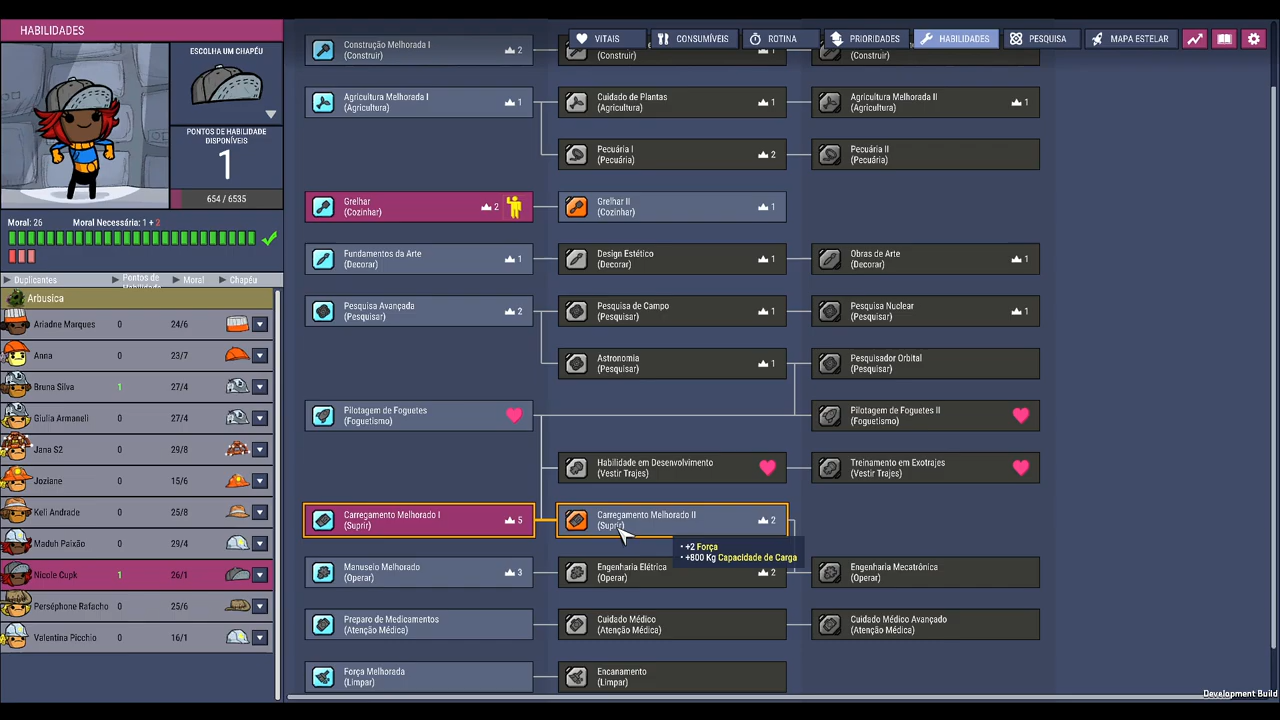 HABILIDADES
VITAIS
CONSUMÍVEIS
ROTINA
PRIORIDADES
HABILIDADES
PESQUISA
MAPA ESTELAR
ESCOLHA UM CHAPÉU
PONTOS DE HABILIDADE
DISPONÍVEIS
1
654 / 6535
Moral: 26
Moral Necessária: 1 + 2
Duplicantes
Pontos de
Moral
Chapéu
Arbusica
Ariadne Marques 0 24/6
Anna 0 23/7
Bruna Silva 1 27/4
Giulia Armaneli 0 27/4
Jana S2 0 29/8
Joziane 0 15/6
Keli Andrade 0 25/8
Maduh Paixão 0 29/4
Nicole Cupk 1 26/1
Perséphone Rafacho 0 25/6
Valentina Picchio 0 16/1
Construção Melhorada I 2
(Construir)
(Construir)
(Construir)
Agricultura Melhorada I 1
(Agricultura)
Cuidado de Plantas 1
(Agricultura)
Agricultura Melhorada II 1
(Agricultura)
Pecuária I 2
(Pecuária)
Pecuária II
(Pecuária)
Grelhar 2
(Cozinhar)
Grelhar II 1
(Cozinhar)
Fundamentos da Arte 1
(Decorar)
Design Estético 1
(Decorar)
Obras de Arte 1
(Decorar)
Pesquisa Avançada 2
(Pesquisar)
Pesquisa de Campo 1
(Pesquisar)
Pesquisa Nuclear 1
(Pesquisar)
Astronomia 1
(Pesquisar)
Pesquisador Orbital
(Pesquisar)
Pilotagem de Foguetes
(Foguetismo)
Pilotagem de Foguetes II
(Foguetismo)
Habilidade em Desenvolvimento
(Vestir Trajes)
Treinamento em Exotrajes
(Vestir Trajes)
Carregamento Melhorado I 5
(Suprir)
Carregamento Melhorado II 2
(Suprir)
• +2 Força
• +800 Kg Capacidade de Carga
Manuseio Melhorado 3
(Operar)
Engenharia Elétrica 2
(Operar)
Engenharia Mecatrônica
(Operar)
Preparo de Medicamentos
(Atenção Médica)
Cuidado Médico
(Atenção Médica)
Cuidado Médico Avançado
(Atenção Médica)
Força Melhorada
(Limpar)
Encanamento
(Limpar)
Development Build